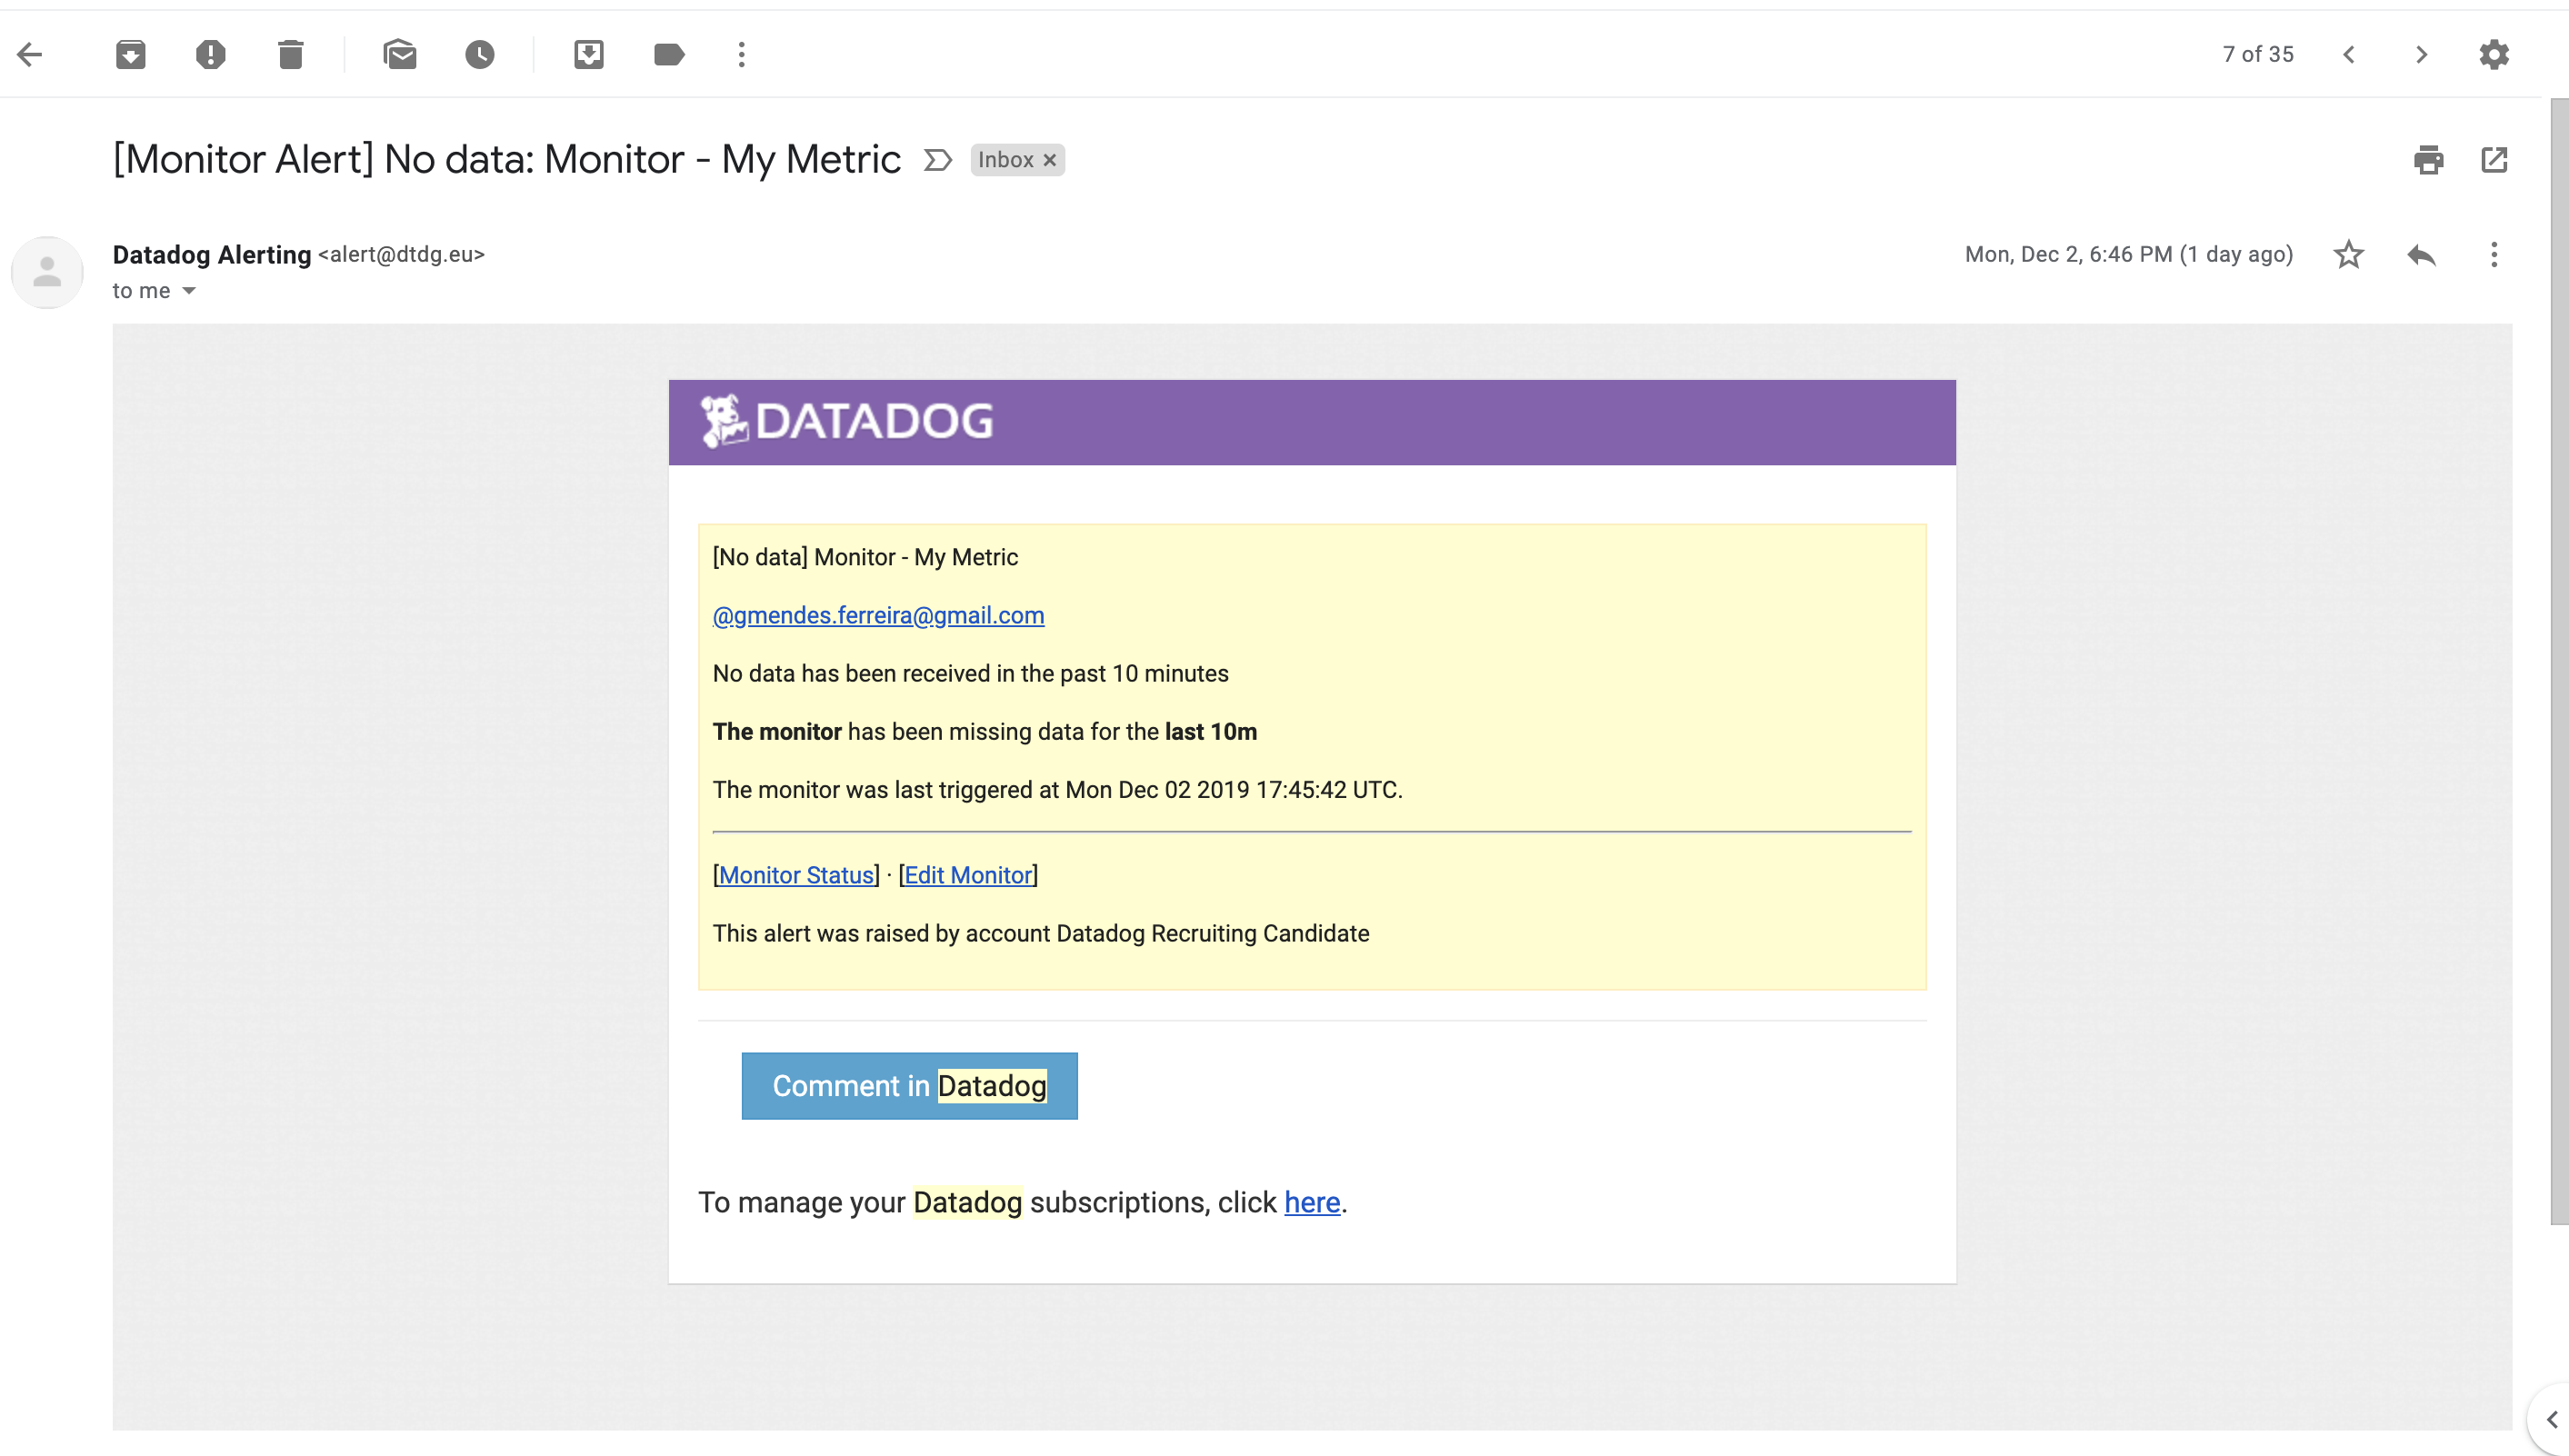 7 of 35
[Monitor Alert] No data: Monitor - My Metric Inbox ×
Datadog Alerting <alert@dtdg.eu>
Mon, Dec 2, 6:46 PM (1 day ago)
to me
DATADOG
[No data] Monitor - My Metric
@gmendes.ferreira@gmail.com
No data has been received in the past 10 minutes
The monitor has been missing data for the last 10m
The monitor was last triggered at Mon Dec 02 2019 17:45:42 UTC.
[Monitor Status] · [Edit Monitor]
This alert was raised by account Datadog Recruiting Candidate
Comment in Datadog
To manage your Datadog subscriptions, click here.